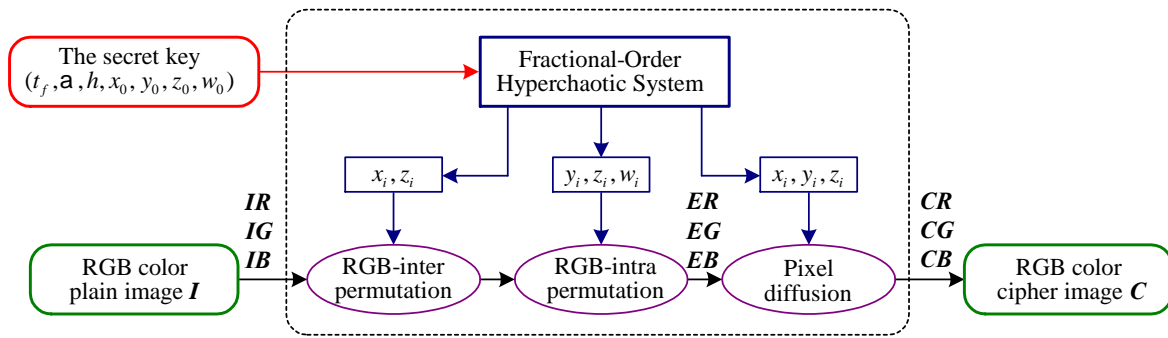 The secret key
(t_f, a, h, x_0, y_0, z_0, w_0)
Fractional-Order
Hyperchaotic System
x_i, z_i
y_i, z_i, w_i
x_i, y_i, z_i
IR
IG
IB
ER
EG
EB
CR
CG
CB
RGB color
plain image I
RGB-inter
permutation
RGB-intra
permutation
Pixel
diffusion
RGB color
cipher image C